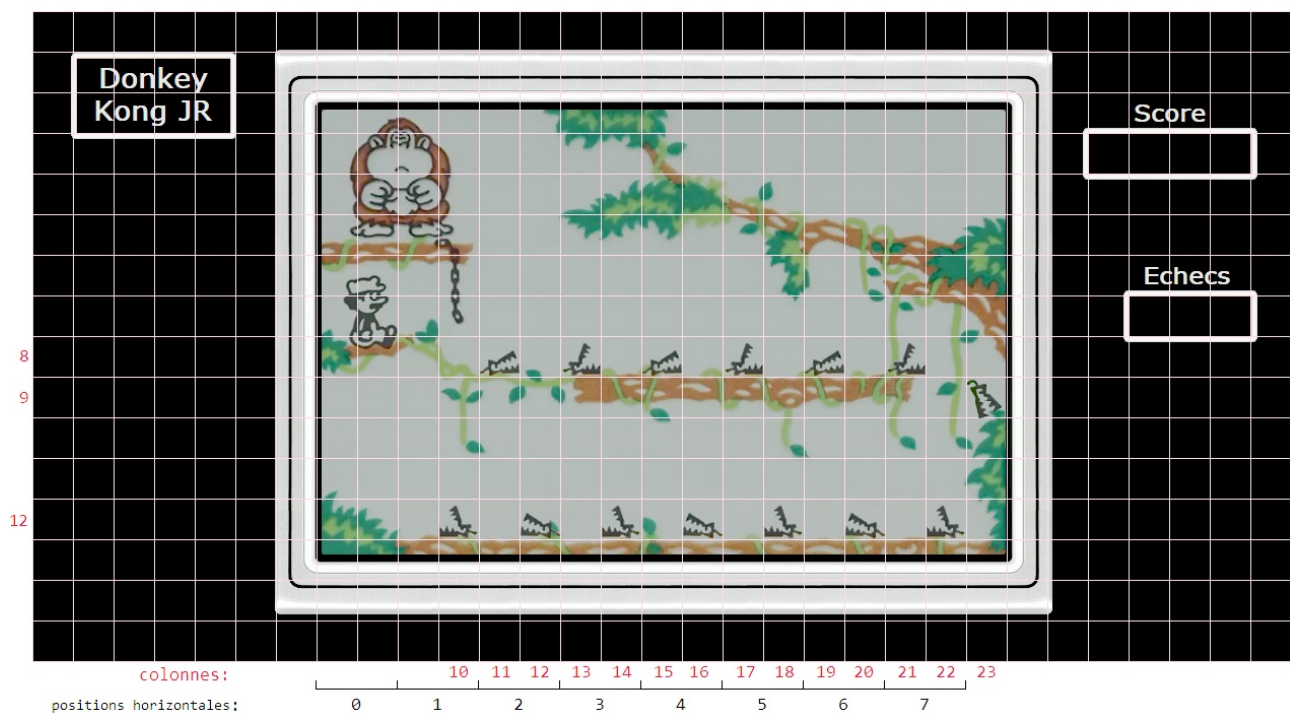 Donkey
Kong JR
Score
Echecs
8
9
12
colonnes: 10 11 12 13 14 15 16 17 18 19 20 21 22 23
positions horizontales: 0 1 2 3 4 5 6 7